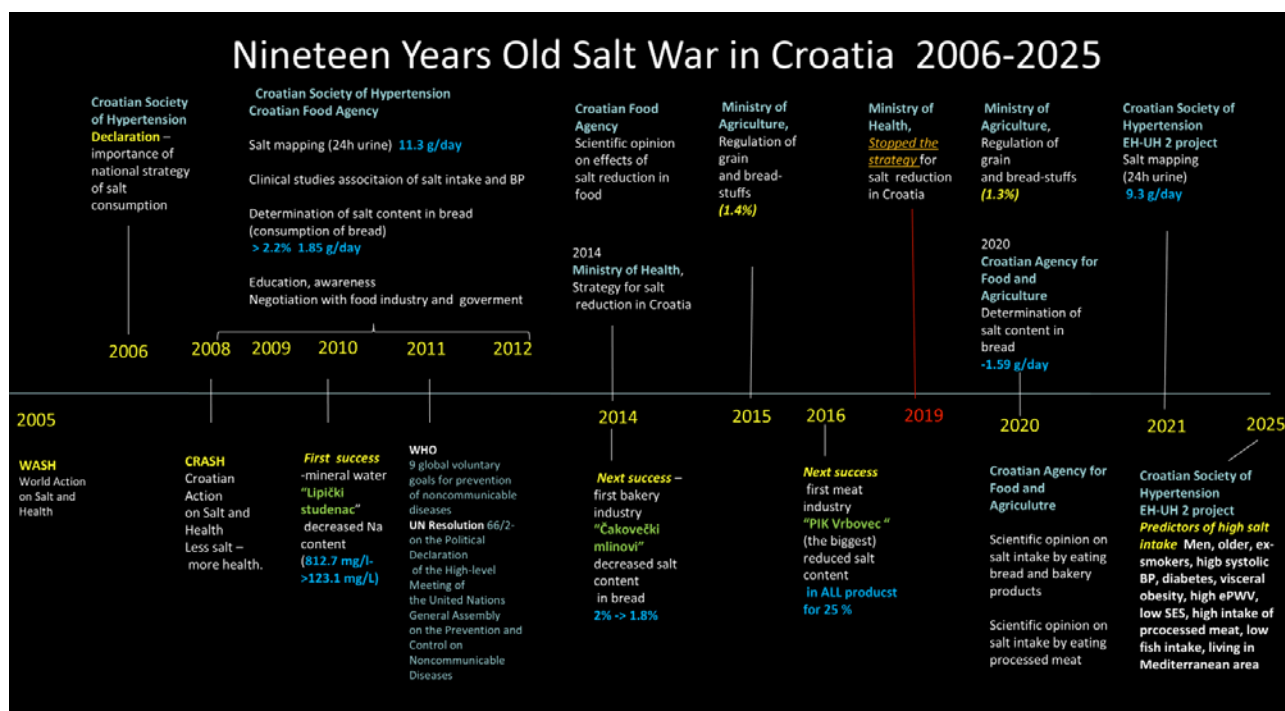 Nineteen Years Old Salt War in Croatia 2006-2025
Croatian Society
of Hypertension
Declaration –
importance of
national strategy
of salt
consumption
Croatian Society of Hypertension
Croatian Food Agency
Salt mapping (24h urine) 11.3 g/day
Clinical studies associtaion of salt intake and BP
Determination of salt content in bread
(consumption of bread)
> 2.2% 1.85 g/day
Education, awareness
Negotiation with food industry and goverment
Croatian Food
Agency
Scientific opinion
on effects of
salt reduction in
food
2014
Ministry of Health,
Strategy for salt
reduction in Croatia
Ministry of
Agriculture,
Regulation of
grain
and bread-
stuffs
(1.4%)
Ministry of
Health,
Stopped the
strategy for
salt reduction
in Croatia
Ministry of
Agriculture,
Regulation of
grain
and bread-stuffs
(1.3%)
2020
Croatian Agency for
Food and
Agriculture
Determination of
salt content in
bread
-1.59 g/day
Croatian Society of
Hypertension
EH-UH 2 project
Salt mapping
(24h urine)
9.3 g/day
2006
2008
2009
2010
2011
2012
2005
2014
2015
2016
2019
2020
2021
2025
WASH
World Action
on Salt and
Health
CRASH
Croatian
Action
on Salt and
Health
Less salt –
more health.
First success
-mineral water
"Lipički
studenac"
decreased Na
content
(812.7 mg/l-
>123.1 mg/L)
WHO
9 global voluntary
goals for prevention
of noncommunicable
diseases
UN Resolution 66/2-
on the Political
Declaration
of the High-level
Meeting of
the United Nations
General Assembly
on the Prevention and
Control on
Noncommunicable
Diseases
Next success –
first bakery
industry
"Čakovečki
mlinovi"
decreased salt
content
in bread
2% -> 1.8%
Next success
first meat
industry
"PIK Vrbovec "
(the biggest)
reduced salt
content
in ALL producst
for 25 %
Croatian Agency for
Food and
Agriculutre
Scientific opinion on
salt intake by eating
bread and bakery
products
Scientific opinion on
salt intake by eating
processed meat
Croatian Society of
Hypertension
EH-UH 2 project
Predictors of high salt
intake Men, older, ex-
smokers, higb systolic
BP, diabetes, visceral
obesity, high ePWV,
low SES, high intake of
prcocessed meat, low
fish intake, living in
Mediterranean area